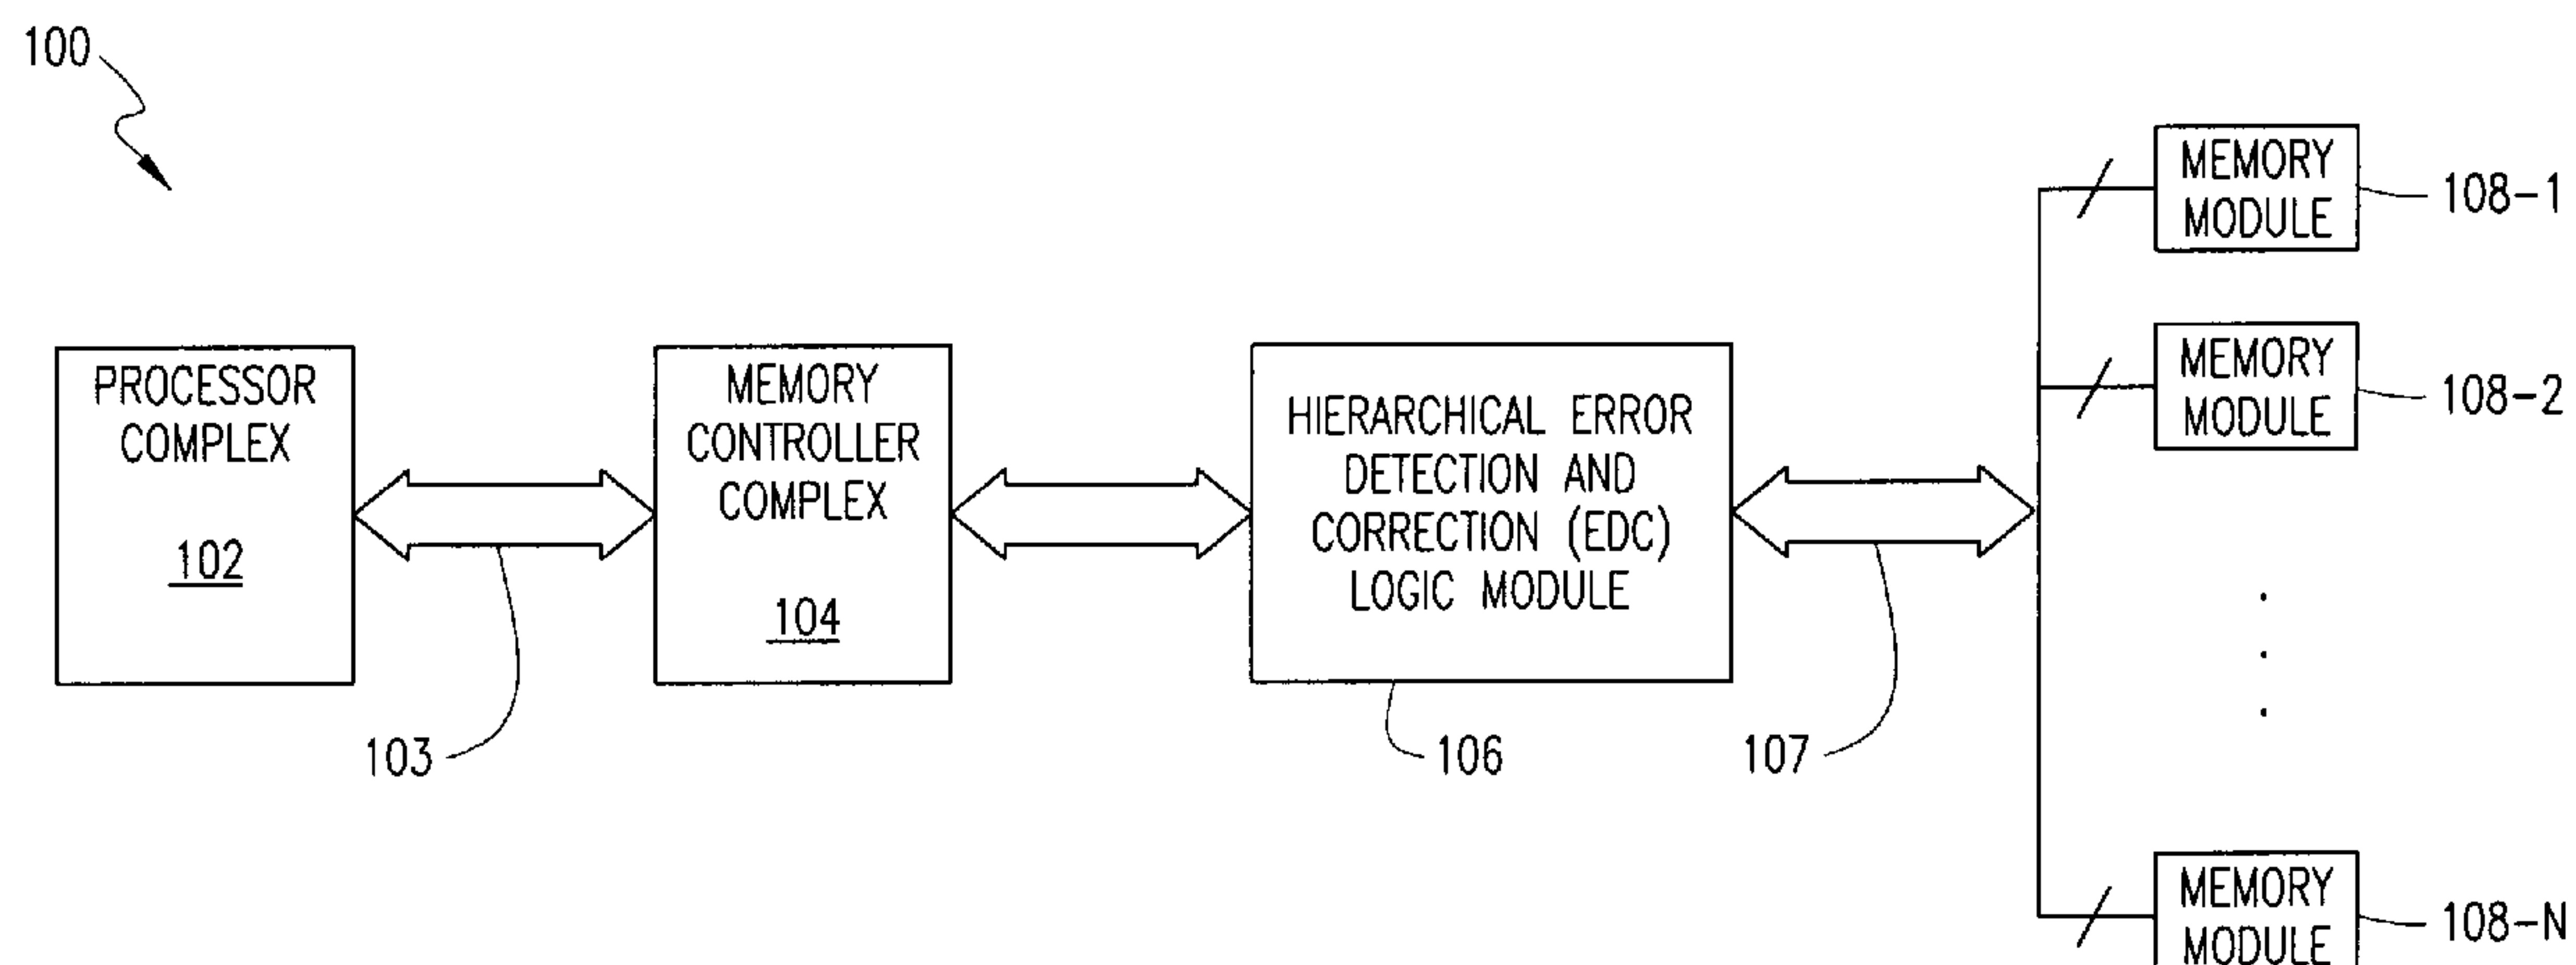 100
MEMORY
MODULE
108-1
MEMORY
MODULE
108-2
PROCESSOR
COMPLEX
102
103
MEMORY
CONTROLLER
COMPLEX
104
HIERARCHICAL ERROR
DETECTION AND
CORRECTION (EDC)
LOGIC MODULE
106
107
MEMORY
MODULE
108-N